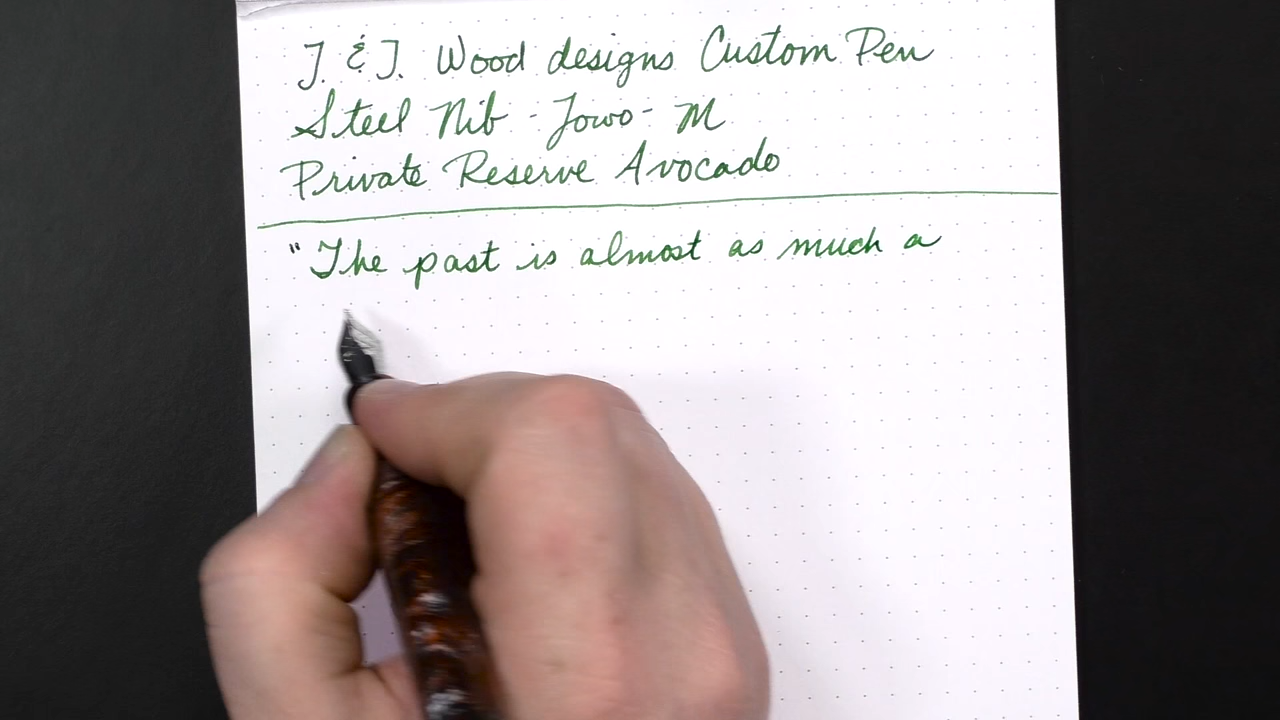 J. & J. Wood designs Custom Pen
Steel Nib - Jowo - M
Private Reserve Avocado
"The past is almost as much a